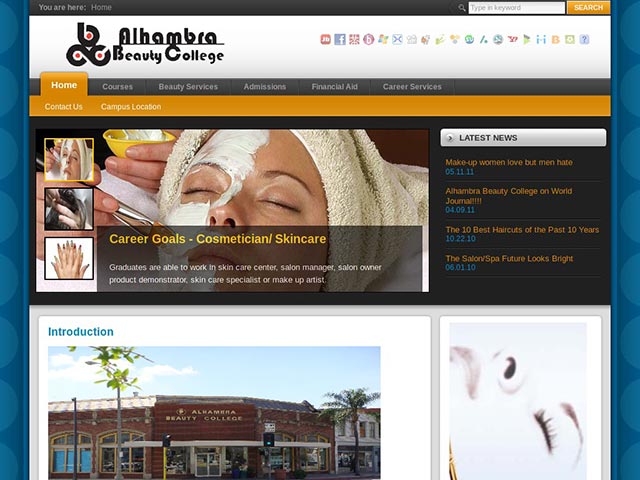 You are here: Home
Type in keyword
SEARCH
Alhambra
Beauty College
Home
Courses
Beauty Services
Admissions
Financial Aid
Career Services
Contact Us
Campus Location
Career Goals - Cosmetician/ Skincare
Graduates are able to work In skin care center, salon manager, salon owner
product demonstrator, skin care specialist or make up artist.
LATEST NEWS
Make-up women love but men hate
05.11.11
Alhambra Beauty College on World
Journal!!!!
04.09.11
The 10 Best Haircuts of the Past 10 Years
10.22.10
The Salon/Spa Future Looks Bright
06.01.10
Introduction
ALHAMBRA
BEAUTY COLLEGE